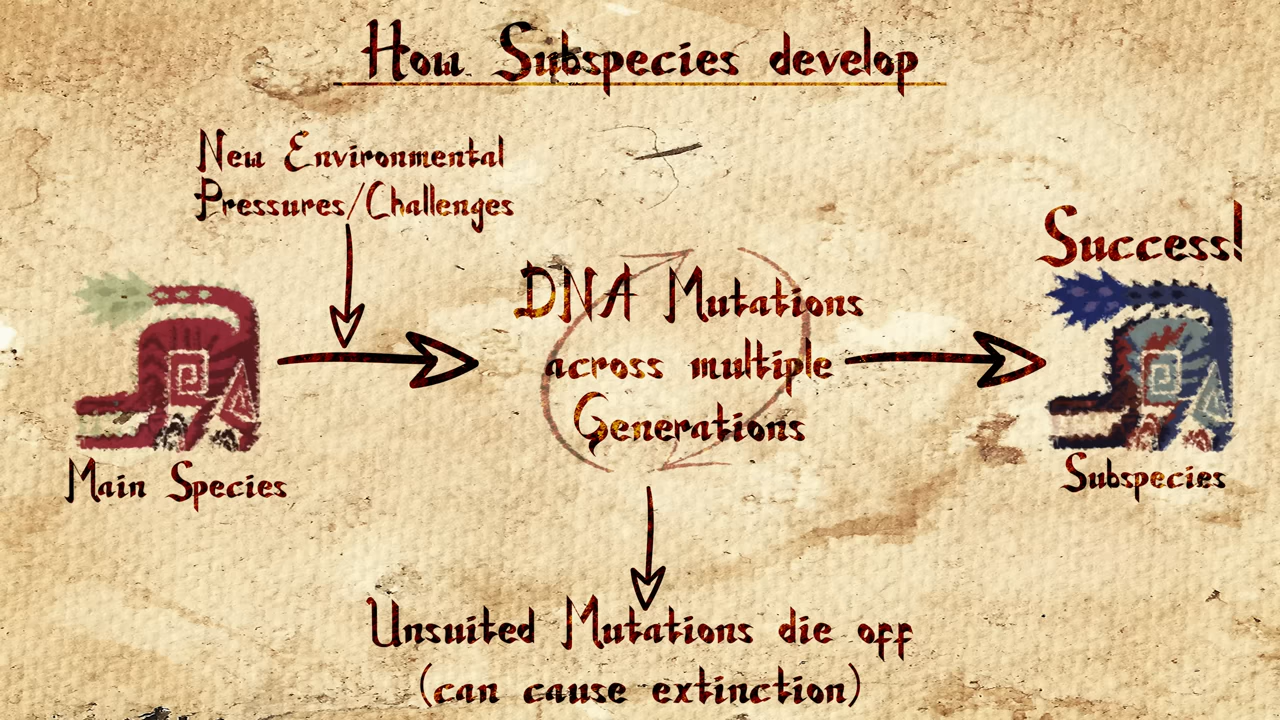 How Subspecies develop
New Environmental
Pressures/Challenges
Success!
DNA Mutations
across multiple
Generations
Main Species
Subspecies
Unsuited Mutations die off
(can cause extinction)